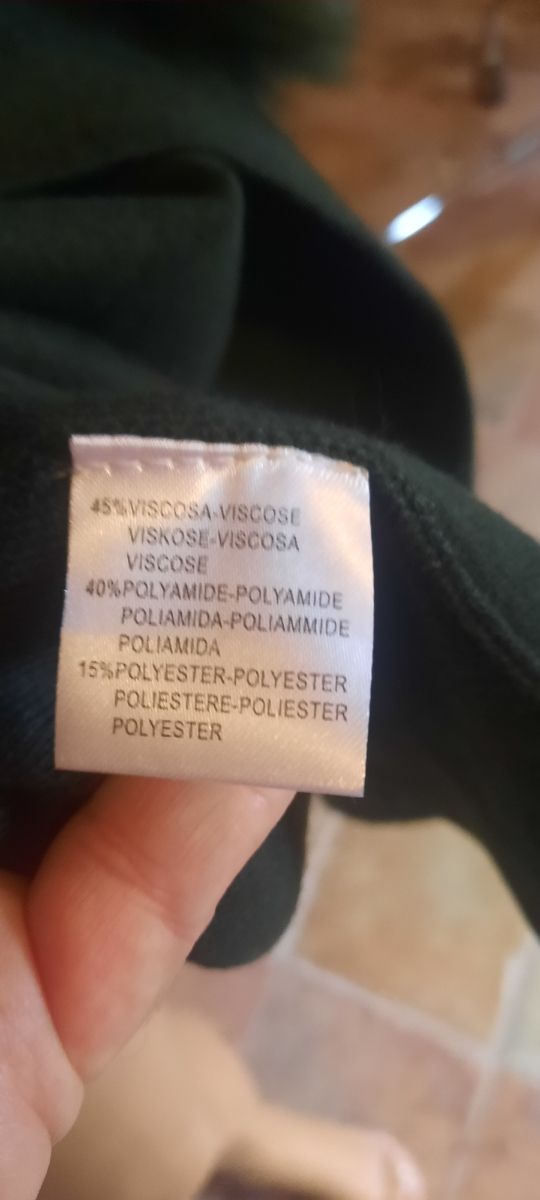 45%VISCOSA-VISCOSE
VISKOSE-VISCOSA
VISCOSE
40%POLYAMIDE-POLYAMIDE
POLIAMIDA-POLIAMMIDE
POLIAMIDA
15%POLYESTER-POLYESTER
POLIESTERE-POLIESTER
POLYESTER